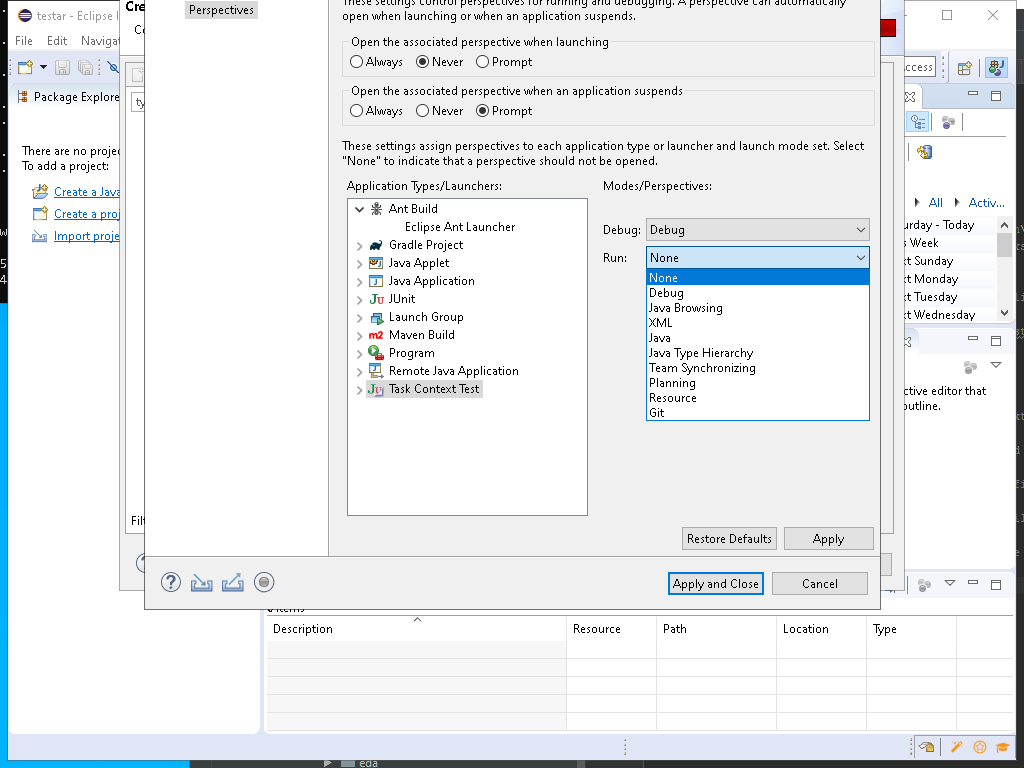 testar - Eclipse I
Cre
File Edit Navigat
Perspectives
These settings control perspectives for running and debugging. A perspective can automatically
open when launching or when an application suspends.
Open the associated perspective when launching
Always Never Prompt
Open the associated perspective when an application suspends
Always Never Prompt
These settings assign perspectives to each application type or launcher and launch mode set. Select
"None" to indicate that a perspective should not be opened.
Application Types/Launchers:
Modes/Perspectives:
Ant Build
Eclipse Ant Launcher
Gradle Project
Java Applet
Java Application
JUnit
Launch Group
Maven Build
Program
Remote Java Application
Task Context Test
Debug: Debug
Run: None
None
Debug
Java Browsing
XML
Java
Java Type Hierarchy
Team Synchronizing
Planning
Resource
Git
Restore Defaults Apply
Apply and Close Cancel
Package Explore
There are no projec
To add a project:
Create a Java
Create a proj
Import proje
ty
Filt
ccess
All Activ...
urday - Today
s Week
xt Sunday
xt Monday
xt Tuesday
xt Wednesday
ctive editor that
outline.
items
Description Resource Path Location Type
eda